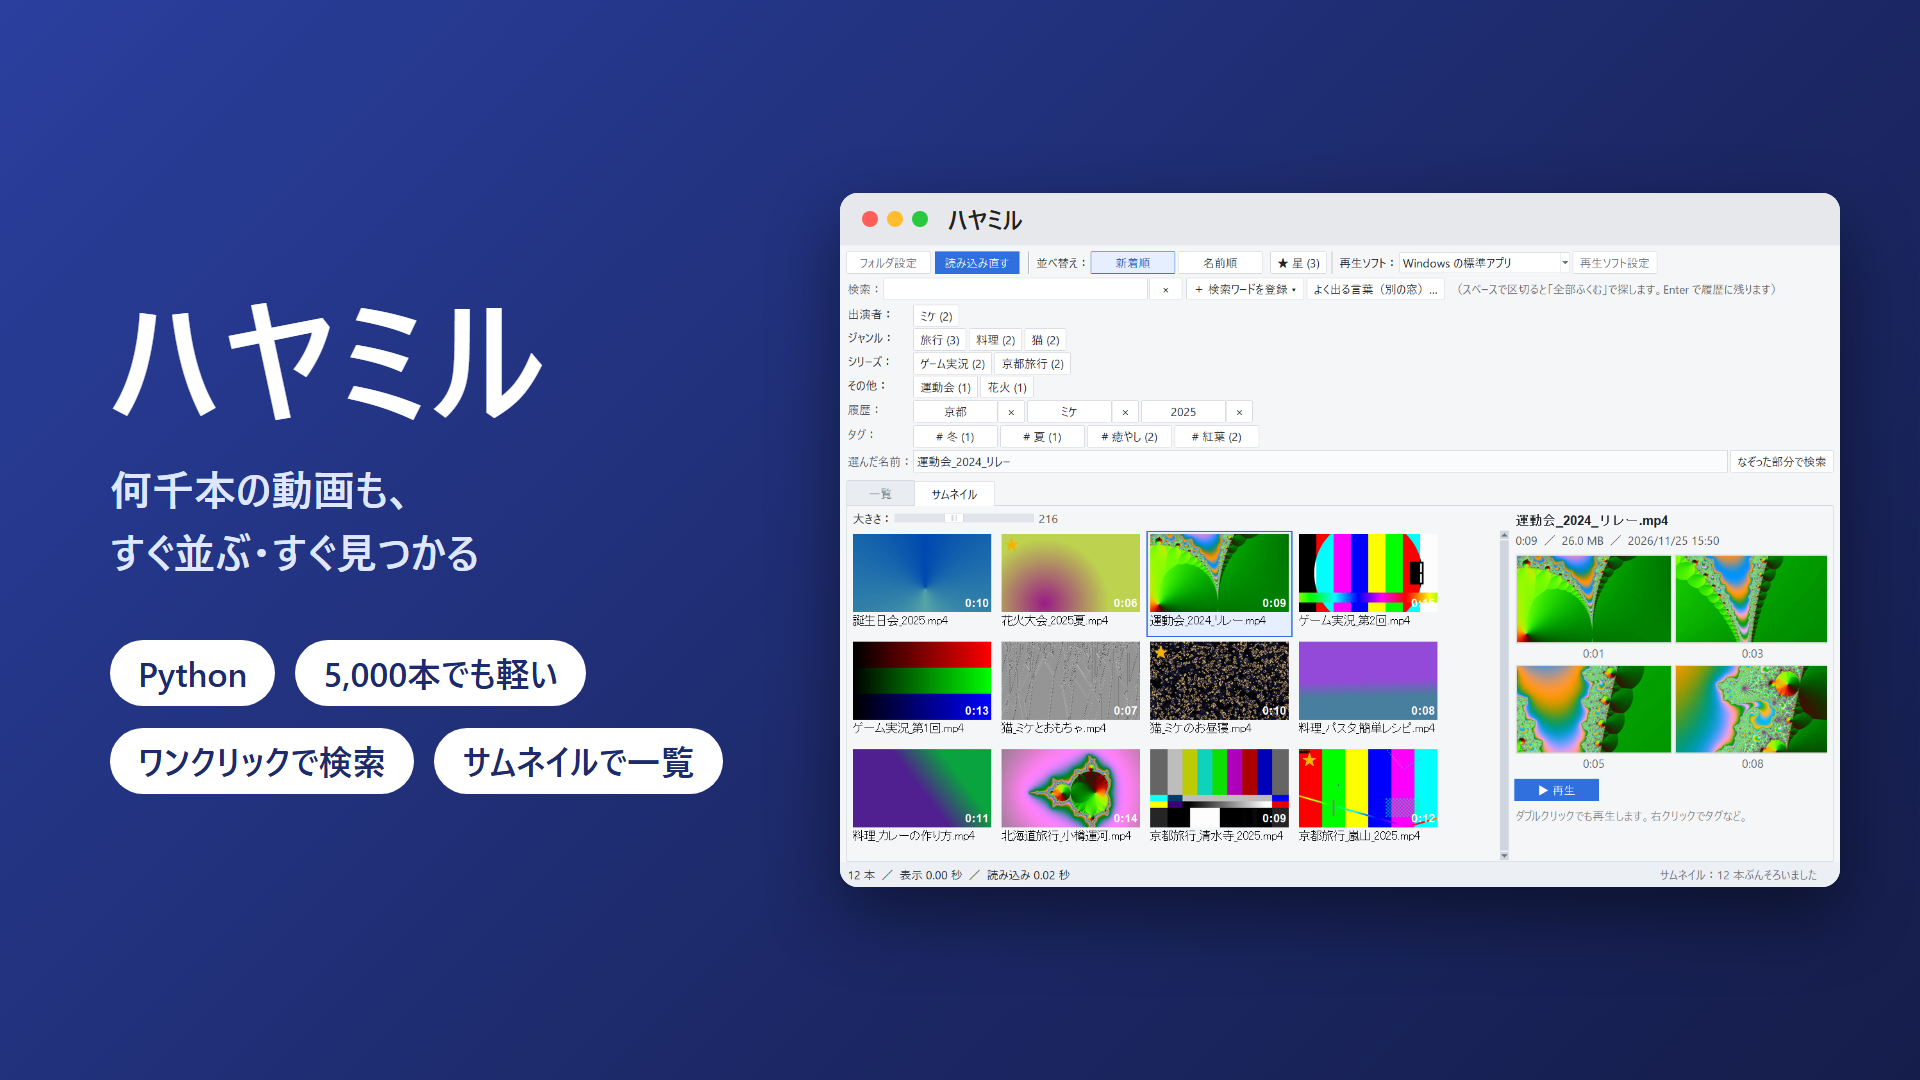 ハヤミル
何千本の動画も、
すぐ並ぶ・すぐ見つかる
Python
5,000本でも軽い
ワンクリックで検索
サムネイルで一覧
ハヤミル
フォルダ設定 読み込み直す 並べ替え： 新着順 名前順 ★ 星 (3) 再生ソフト： Windows の標準アプリ 再生ソフト設定
検索： × + 検索ワードを登録 ▾ よく出る言葉（別の窓）... （スペースで区切ると「全部ふくむ」で探します。Enter で履歴に残ります）
出演者： ミケ (2)
ジャンル： 旅行 (3) 料理 (2) 猫 (2)
シリーズ： ゲーム実況 (2) 京都旅行 (2)
その他： 運動会 (1) 花火 (1)
履歴： 京都 × ミケ × 2025 ×
タグ： # 冬 (1) # 夏 (1) # 癒やし (2) # 紅葉 (2)
選んだ名前： 運動会_2024_リレー なぞった部分で検索
一覧 サムネイル
大きさ： 216
0:10 0:06 0:09 0:15
誕生日会_2025.mp4 花火大会_2025夏.mp4 運動会_2024_リレー.mp4 ゲーム実況_第2回.mp4
0:13 0:07 0:10 0:08
ゲーム実況_第1回.mp4 猫_ミケとおもちゃ.mp4 猫_ミケのお昼寝.mp4 料理_パスタ_簡単レシピ.mp4
0:11 0:14 0:09 0:12
料理_カレーの作り方.mp4 北海道旅行_小樽運河.mp4 京都旅行_清水寺_2025.mp4 京都旅行_嵐山_2025.mp4
運動会_2024_リレー.mp4
0:09 ／ 26.0 MB ／ 2026/11/25 15:50
0:01 0:03
0:05 0:08
▶ 再生
ダブルクリックでも再生します。右クリックでタグなど。
12 本 ／ 表示 0.00 秒 ／ 読み込み 0.02 秒 サムネイル：12 本ぶんそろいました